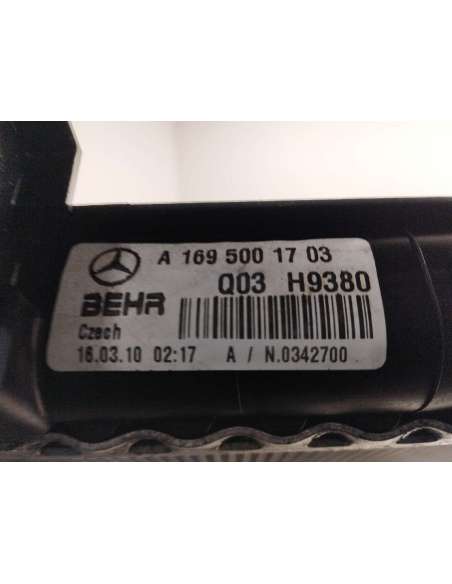 A 169 500 17 03
BEHR Q03 H9380
Czech
16.03.10 02:17 A / N.0342700